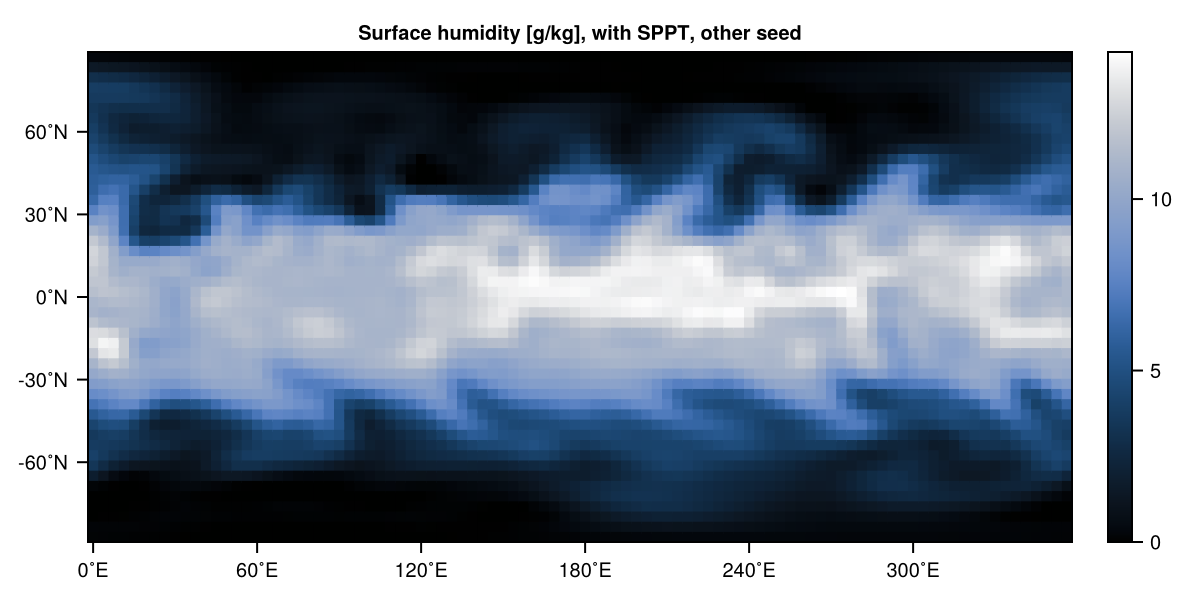 Surface humidity [g/kg], with SPPT, other seed
60˚N
30˚N
0˚N
-30˚N
-60˚N
0˚E
60˚E
120˚E
180˚E
240˚E
300˚E
10
5
0